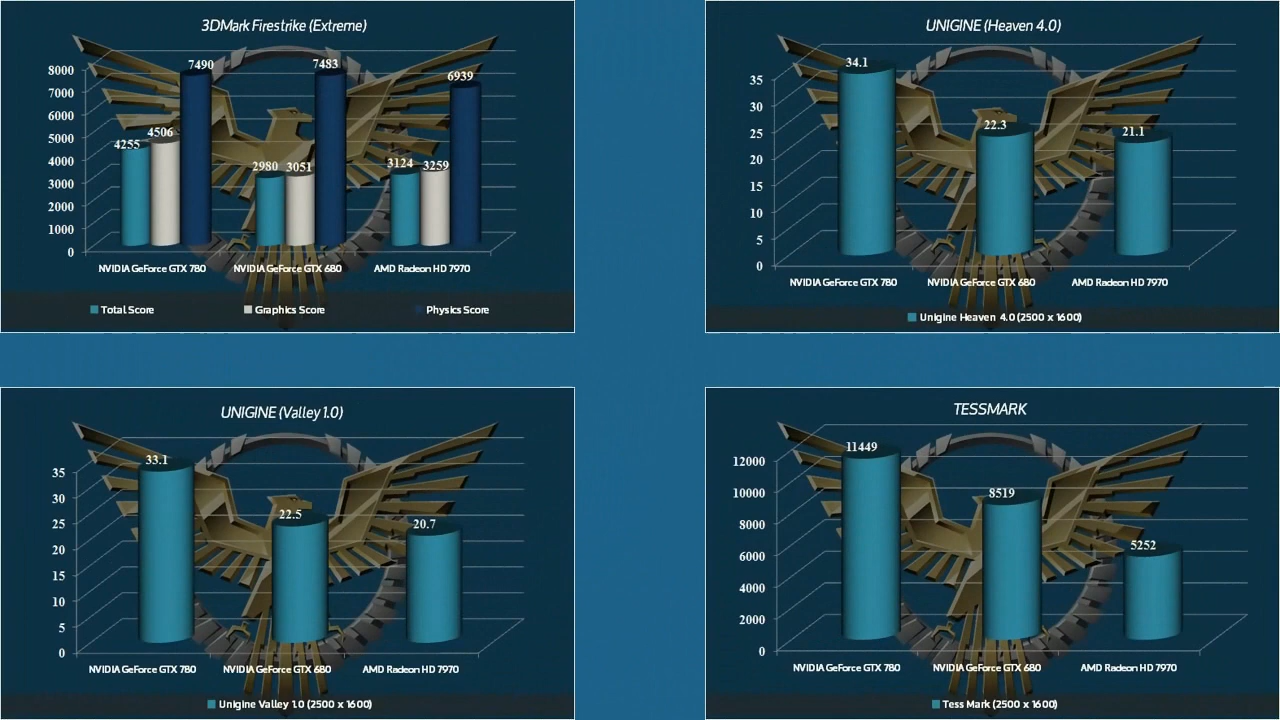 3DMark Firestrike (Extreme)
8000
7000
6000
5000
4000
3000
2000
1000
0
4255
4506
7490
2980
3051
7483
3124
3259
6939
NVIDIA GeForce GTX 780
NVIDIA GeForce GTX 680
AMD Radeon HD 7970
Total Score
Graphics Score
Physics Score
UNIGINE (Heaven 4.0)
35
30
25
20
15
10
5
0
34.1
22.3
21.1
NVIDIA GeForce GTX 780
NVIDIA GeForce GTX 680
AMD Radeon HD 7970
Unigine Heaven 4.0 (2500 x 1600)
UNIGINE (Valley 1.0)
35
30
25
20
15
10
5
0
33.1
22.5
20.7
NVIDIA GeForce GTX 780
NVIDIA GeForce GTX 680
AMD Radeon HD 7970
Unigine Valley 1.0 (2500 x 1600)
TESSMARK
12000
10000
8000
6000
4000
2000
0
11449
8519
5252
NVIDIA GeForce GTX 780
NVIDIA GeForce GTX 680
AMD Radeon HD 7970
Tess Mark (2500 x 1600)